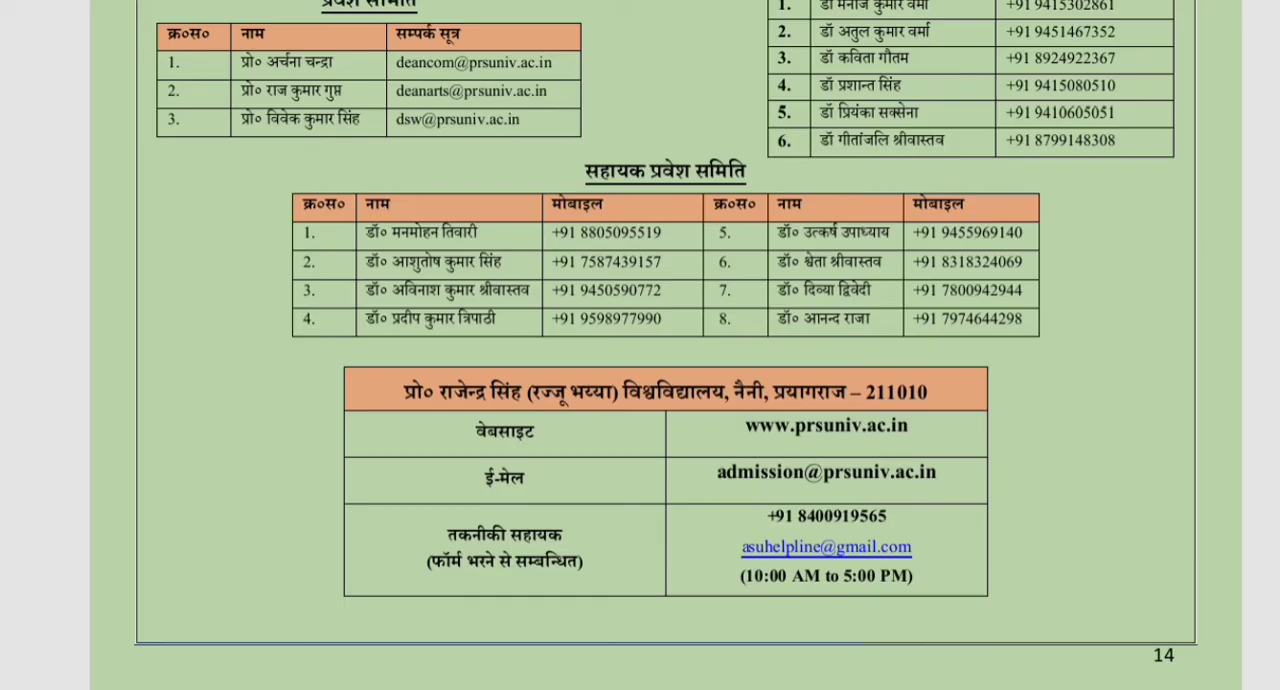 प्रवेश समिति
क्र०स० नाम सम्पर्क सूत्र
1. प्रो० अर्चना चन्द्रा deancom@prsuniv.ac.in
2. प्रो० राज कुमार गुप्त deanarts@prsuniv.ac.in
3. प्रो० विवेक कुमार सिंह dsw@prsuniv.ac.in
1. डॉ मनोज कुमार वर्मा +91 9415302861
2. डॉ अतुल कुमार वर्मा +91 9451467352
3. डॉ कविता गौतम +91 8924922367
4. डॉ प्रशान्त सिंह +91 9415080510
5. डॉ प्रियंका सक्सेना +91 9410605051
6. डॉ गीतांजलि श्रीवास्तव +91 8799148308
सहायक प्रवेश समिति
क्र०स० नाम मोबाइल क्र०स० नाम मोबाइल
1. डॉ० मनमोहन तिवारी +91 8805095519 5. डॉ० उत्कर्ष उपाध्याय +91 9455969140
2. डॉ० आशुतोष कुमार सिंह +91 7587439157 6. डॉ० श्वेता श्रीवास्तव +91 8318324069
3. डॉ० अविनाश कुमार श्रीवास्तव +91 9450590772 7. डॉ० दिव्या द्विवेदी +91 7800942944
4. डॉ० प्रदीप कुमार त्रिपाठी +91 9598977990 8. डॉ० आनन्द राजा +91 7974644298
प्रो० राजेन्द्र सिंह (रज्जू भय्या) विश्वविद्यालय, नैनी, प्रयागराज – 211010
वेबसाइट www.prsuniv.ac.in
ई-मेल admission@prsuniv.ac.in
तकनीकी सहायक
(फॉर्म भरने से सम्बन्धित)
+91 8400919565
asuhelpline@gmail.com
(10:00 AM to 5:00 PM)
14